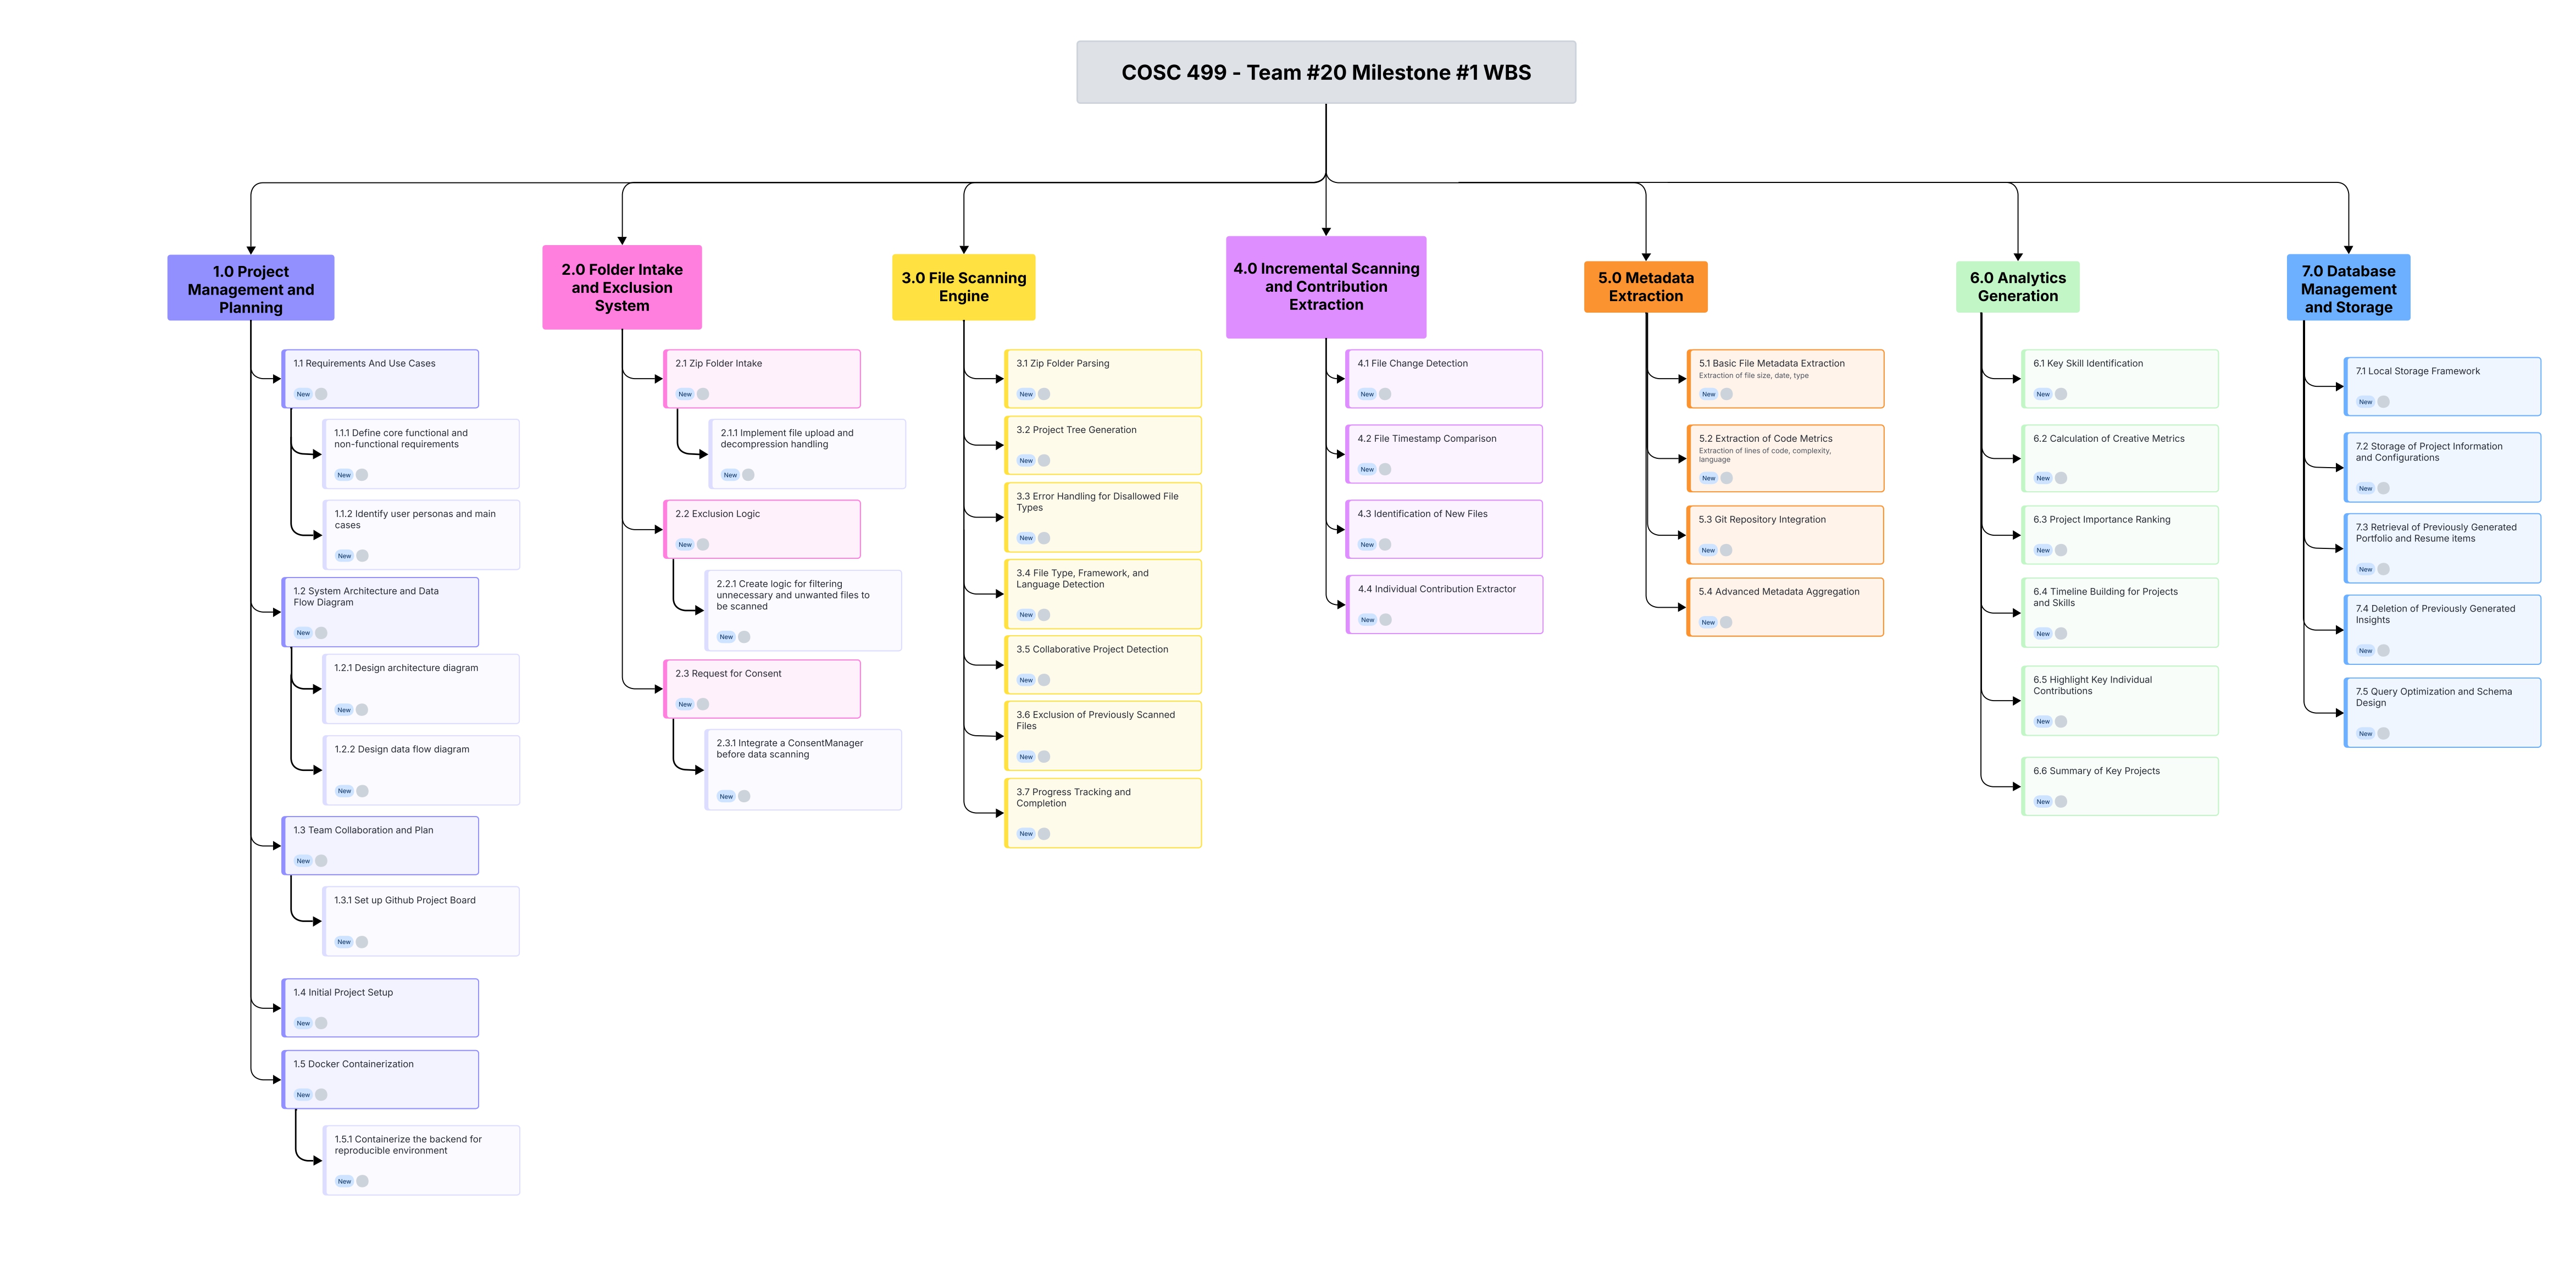 COSC 499 - Team #20 Milestone #1 WBS
1.0 Project
Management and
Planning
1.1 Requirements And Use Cases
New
1.1.1 Define core functional and
non-functional requirements
New
1.1.2 Identify user personas and main
cases
New
1.2 System Architecture and Data
Flow Diagram
New
1.2.1 Design architecture diagram
New
1.2.2 Design data flow diagram
New
1.3 Team Collaboration and Plan
New
1.3.1 Set up Github Project Board
New
1.4 Initial Project Setup
New
1.5 Docker Containerization
New
1.5.1 Containerize the backend for
reproducible environment
New
2.0 Folder Intake
and Exclusion
System
2.1 Zip Folder Intake
New
2.1.1 Implement file upload and
decompression handling
New
2.2 Exclusion Logic
New
2.2.1 Create logic for filtering
unnecessary and unwanted files to
be scanned
New
2.3 Request for Consent
New
2.3.1 Integrate a ConsentManager
before data scanning
New
3.0 File Scanning
Engine
3.1 Zip Folder Parsing
New
3.2 Project Tree Generation
New
3.3 Error Handling for Disallowed File
Types
New
3.4 File Type, Framework, and
Language Detection
New
3.5 Collaborative Project Detection
New
3.6 Exclusion of Previously Scanned
Files
New
3.7 Progress Tracking and
Completion
New
4.0 Incremental Scanning
and Contribution
Extraction
4.1 File Change Detection
New
4.2 File Timestamp Comparison
New
4.3 Identification of New Files
New
4.4 Individual Contribution Extractor
New
5.0 Metadata
Extraction
5.1 Basic File Metadata Extraction
Extraction of file size, date, type
New
5.2 Extraction of Code Metrics
Extraction of lines of code, complexity,
language
New
5.3 Git Repository Integration
New
5.4 Advanced Metadata Aggregation
New
6.0 Analytics
Generation
6.1 Key Skill Identification
New
6.2 Calculation of Creative Metrics
New
6.3 Project Importance Ranking
New
6.4 Timeline Building for Projects
and Skills
New
6.5 Highlight Key Individual
Contributions
New
6.6 Summary of Key Projects
New
7.0 Database
Management
and Storage
7.1 Local Storage Framework
New
7.2 Storage of Project Information
and Configurations
New
7.3 Retrieval of Previously Generated
Portfolio and Resume items
New
7.4 Deletion of Previously Generated
Insights
New
7.5 Query Optimization and Schema
Design
New